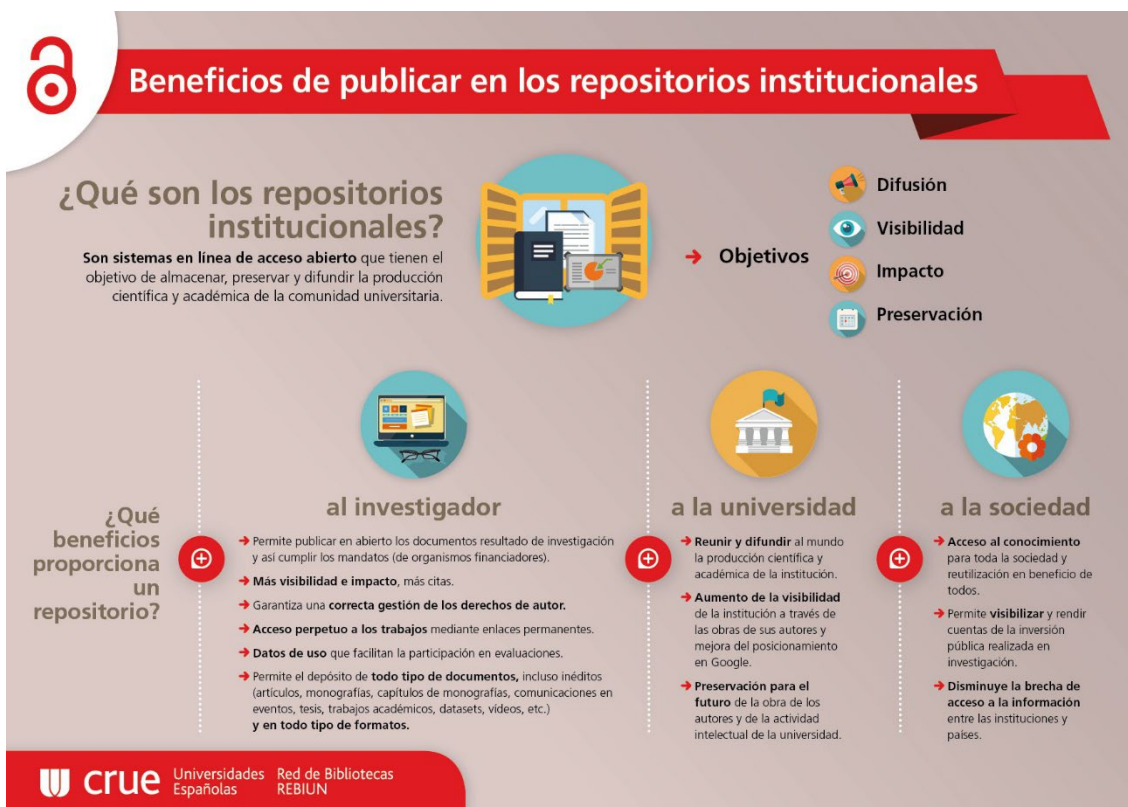 Beneficios de publicar en los repositorios institucionales
¿Qué son los repositorios
institucionales?
Son sistemas en línea de acceso abierto que tienen el
objetivo de almacenar, preservar y difundir la producción
científica y académica de la comunidad universitaria.
Objetivos
Difusión
Visibilidad
Impacto
Preservación
¿Qué
beneficios
proporciona
un
repositorio?
al investigador
Permite publicar en abierto los documentos resultado de investigación
y así cumplir los mandatos (de organismos financiadores).
Más visibilidad e impacto, más citas.
Garantiza una correcta gestión de los derechos de autor.
Acceso perpetuo a los trabajos mediante enlaces permanentes.
Datos de uso que facilitan la participación en evaluaciones.
Permite el depósito de todo tipo de documentos, incluso inéditos
(artículos, monografías, capítulos de monografías, comunicaciones en
eventos, tesis, trabajos académicos, datasets, vídeos, etc.)
y en todo tipo de formatos.
a la universidad
Reunir y difundir al mundo
la producción científica y
académica de la institución.
Aumento de la visibilidad
de la institución a través de
las obras de sus autores y
mejora del posicionamiento
en Google.
Preservación para el
futuro de la obra de los
autores y de la actividad
intelectual de la universidad.
a la sociedad
Acceso al conocimiento
para toda la sociedad y
reutilización en beneficio de
todos.
Permite visibilizar y rendir
cuentas de la inversión
pública realizada en
investigación.
Disminuye la brecha de
acceso a la información
entre las instituciones y
países.
crue
Universidades
Españolas
Red de Bibliotecas
REBIUN